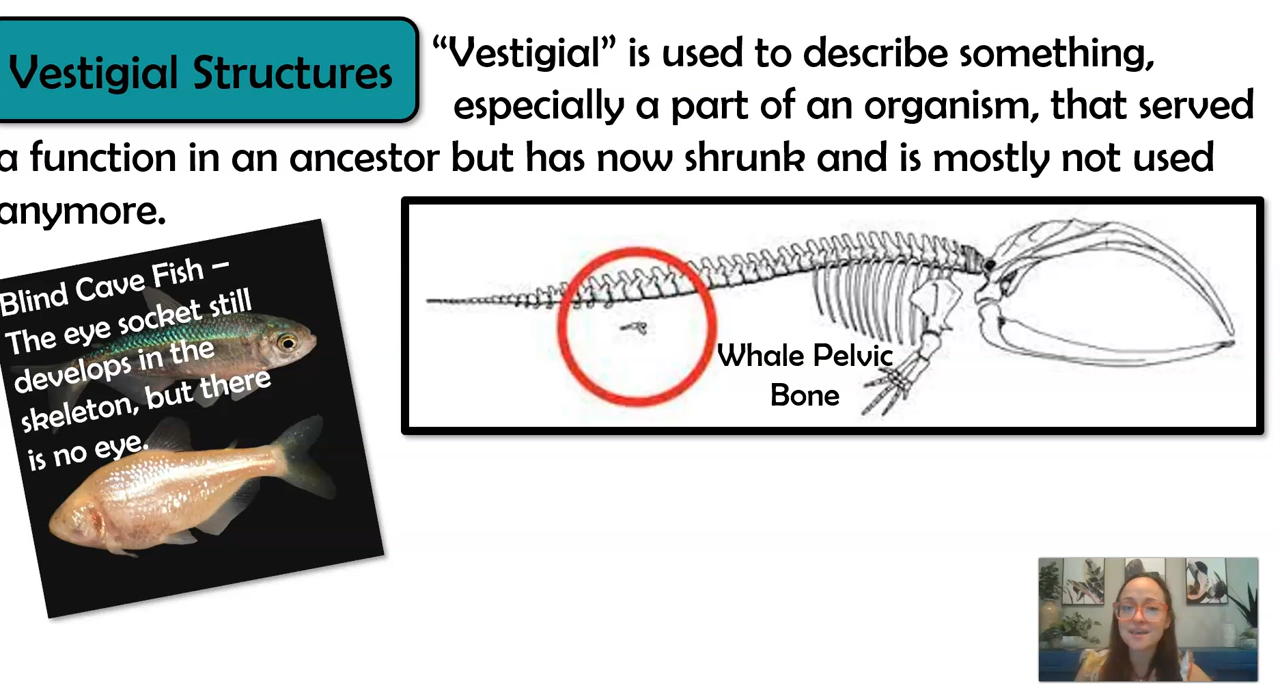 Vestigial Structures
“Vestigial” is used to describe something,
especially a part of an organism, that served
a function in an ancestor but has now shrunk and is mostly not used
anymore.
Blind Cave Fish –
The eye socket still
develops in the
skeleton, but there
is no eye.
Whale Pelvic
Bone